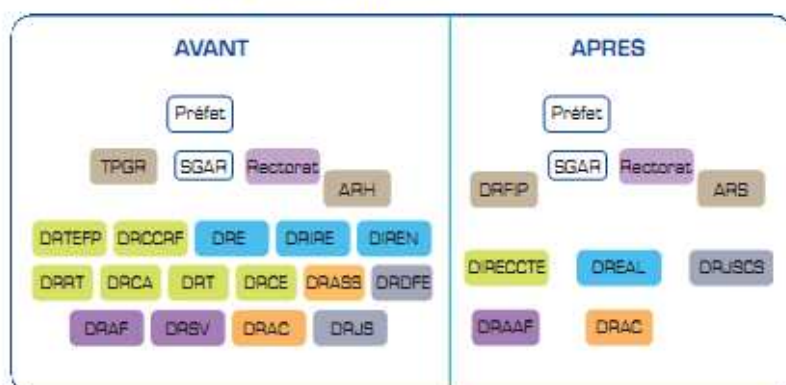 AVANT
Préfet
TPGR SGAR Rectorat
ARH
DRTEFP DRCCRF DRE DRIRE DIREN
DRRT DRCA DRT DRCE DRASS DRDFE
DRAF DRSV DRAC DRJS
APRES
Préfet
SGAR Rectorat
DRFIP ARS
DIRECCTE DREAL DRJSCS
DRAAF DRAC